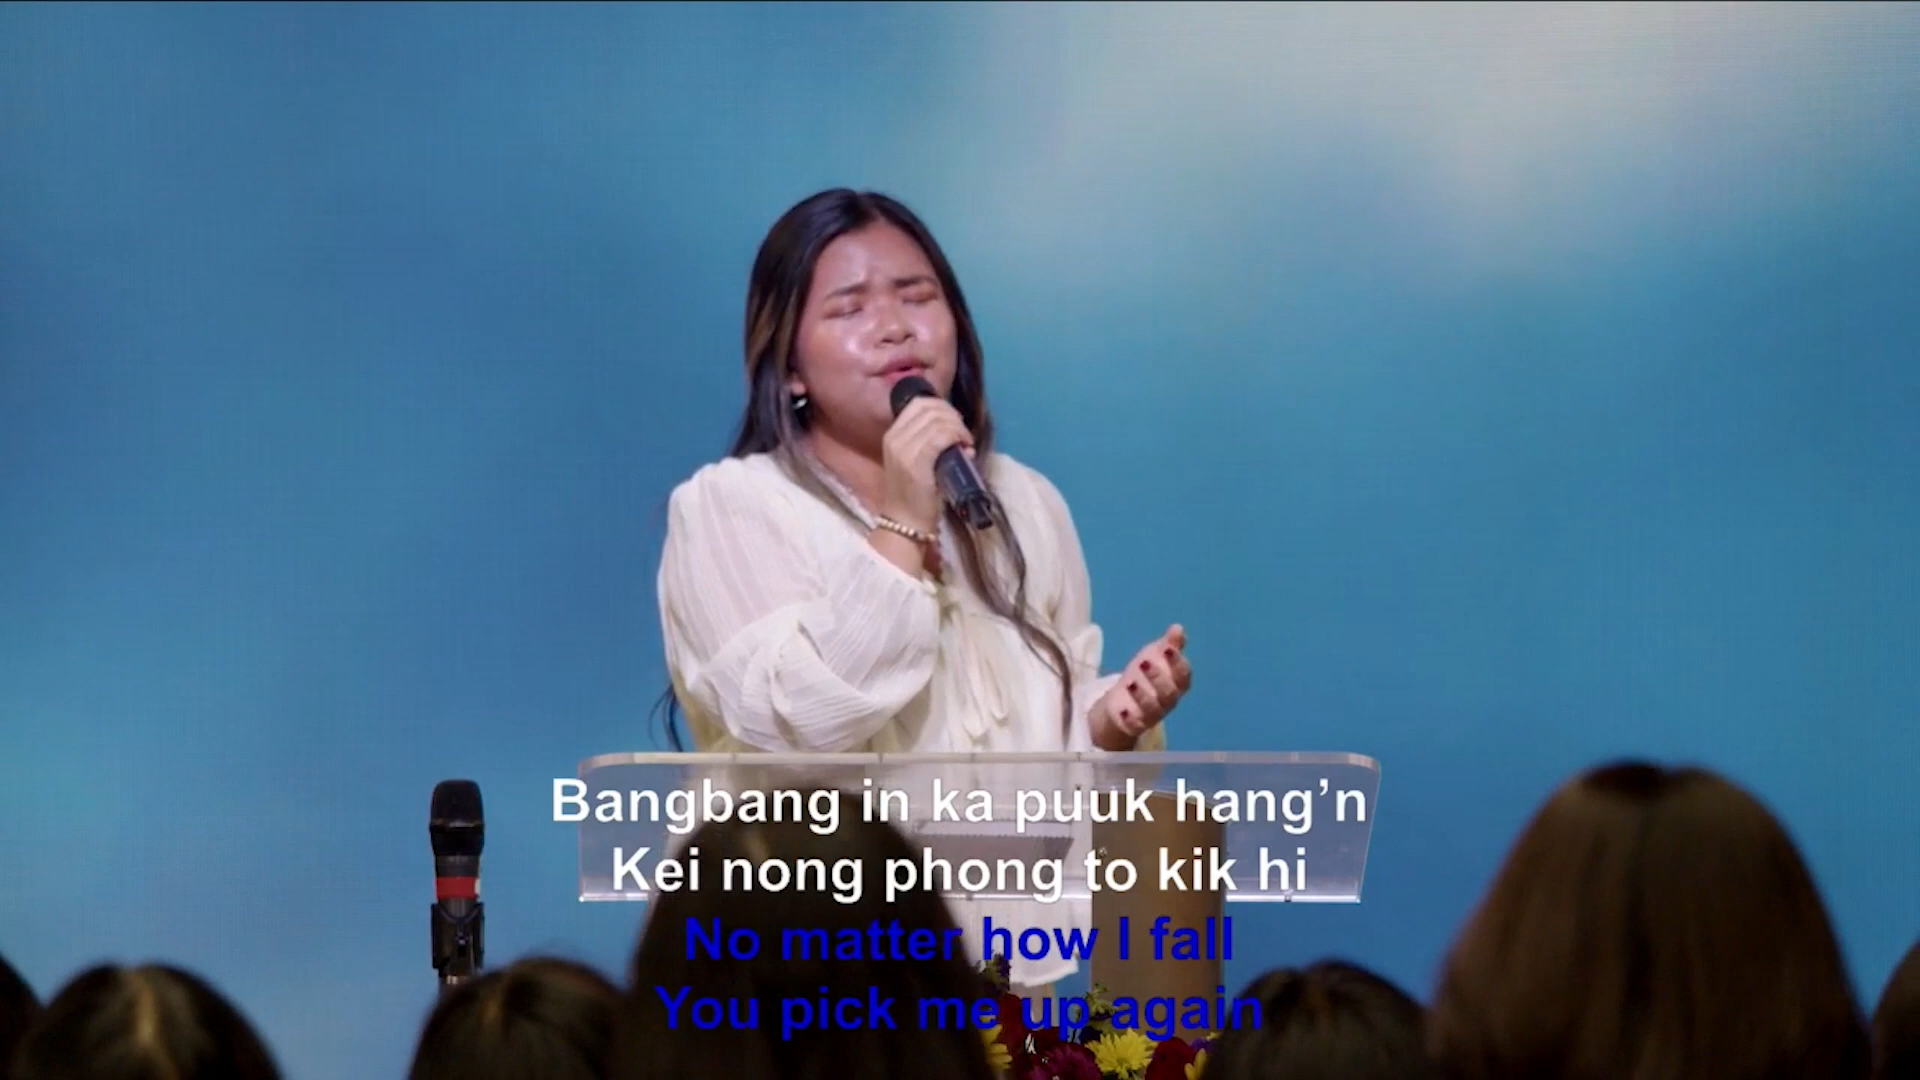 Bangbang in ka puuk hang’n
Kei nong phong to kik hi
No matter how I fall
You pick me up again